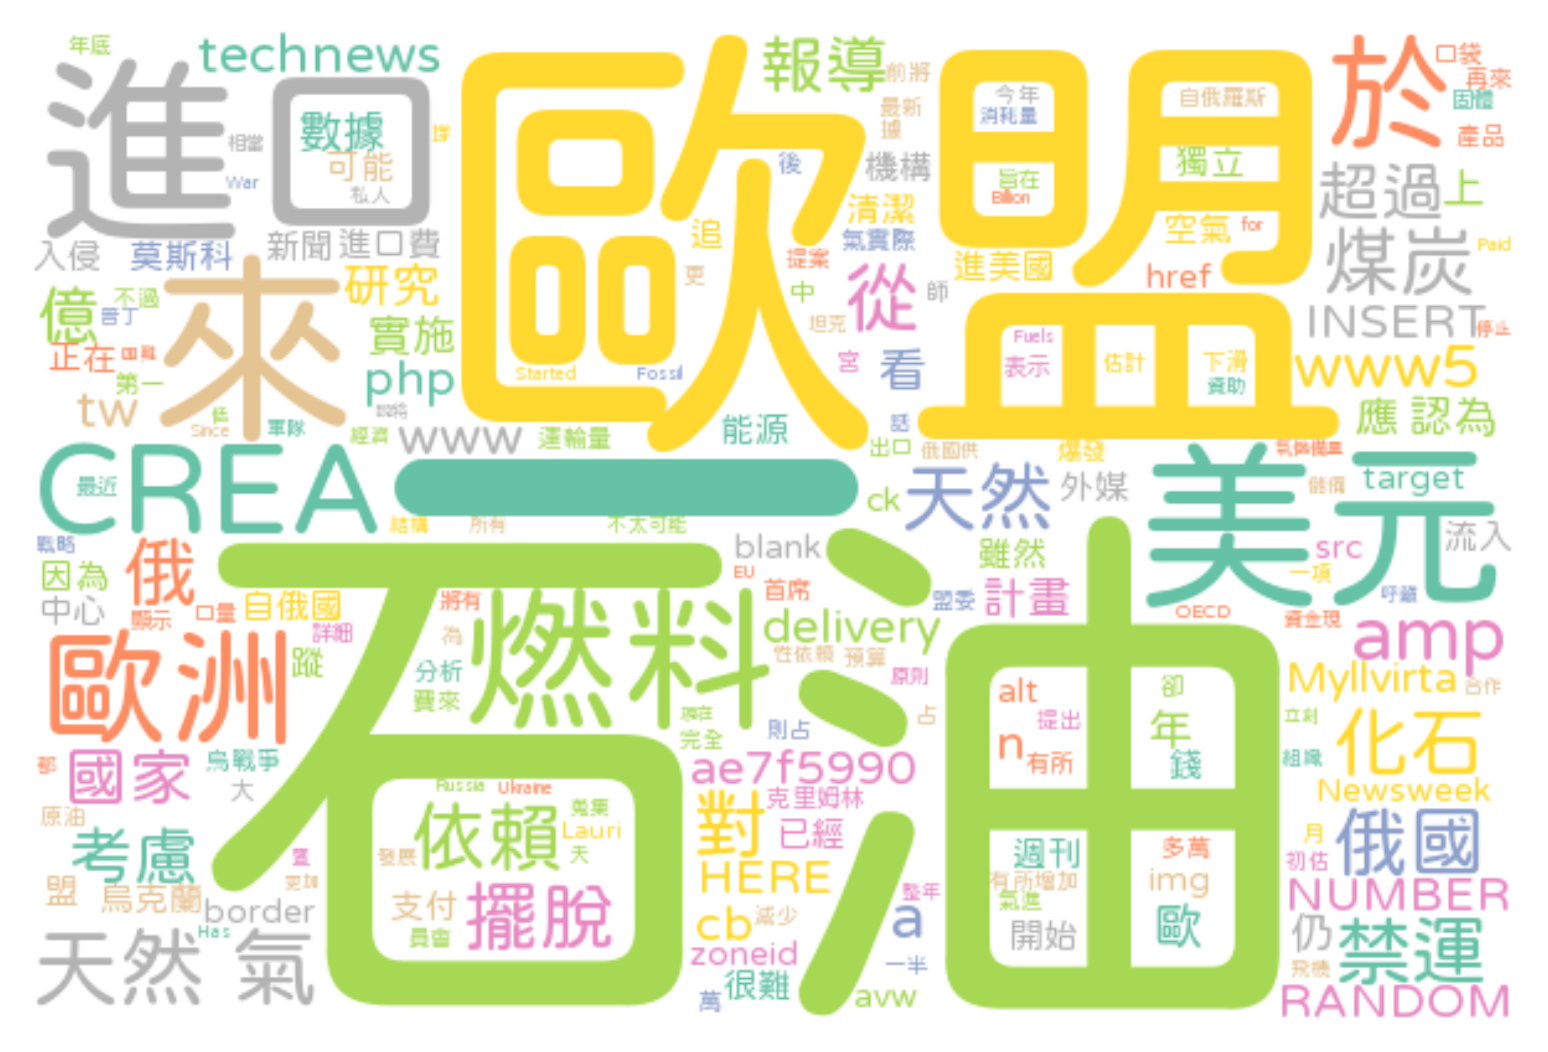 年底
technews
報導
前將
於
口袋
再來
固體
產品
進口
數據
可能
私人
相當
War
歐盟
最新
據
後
機構
今年
消耗量
旨在
Billion
自俄羅斯
獨立
空氣
for
超過
上
入侵
莫斯科
新聞
進口費
追
清潔
氣實際
提案
進美國
href
煤炭
Paid
億
不過
普丁
正在
困難
第一
來
研究
實施
php
更
中
坦克
從
師
宮
看
Fuels
表示
估計
下滑
資助
INSERT
停止
www5
tw
Since
低
軍隊
經濟
www
運輸量
Started
Fossil
能源
話
出口
俄國供
爆發
應
認為
CREA
最近
一
ck
天然
外媒
美元
儲備
target
流入
src
一項
呼籲
戰略
結構
所有
不太可能
blank
雖然
因為
俄
中心
顯示
口量
自俄國
詳細
EU
首席
盟委
計畫
OECD
資金現
石油
將有
為
燃料
delivery
性依賴
預算
原則
amp
歐洲
蹤
分析
費來
現在
完全
則占
占
alt
提出
n
有所
卻
年
錢
Myllvirta
合作
立刻
組織
化石
都
國家
烏戰爭
大
原油
ae7f5990
克里姆林
Newsweek
Russia
Ukraine
依賴
蒐集
Lauri
天
發展
對
已經
HERE
週刊
有所增加
氣進
開始
多萬
img
歐
月
初估
俄國
考慮
更加
盟
烏克蘭
border
Has
支付
員會
擺脫
cb
減少
zoneid
很難
萬
整年
a
一半
avw
NUMBER
仍
飛機
禁運
RANDOM
天然
氣